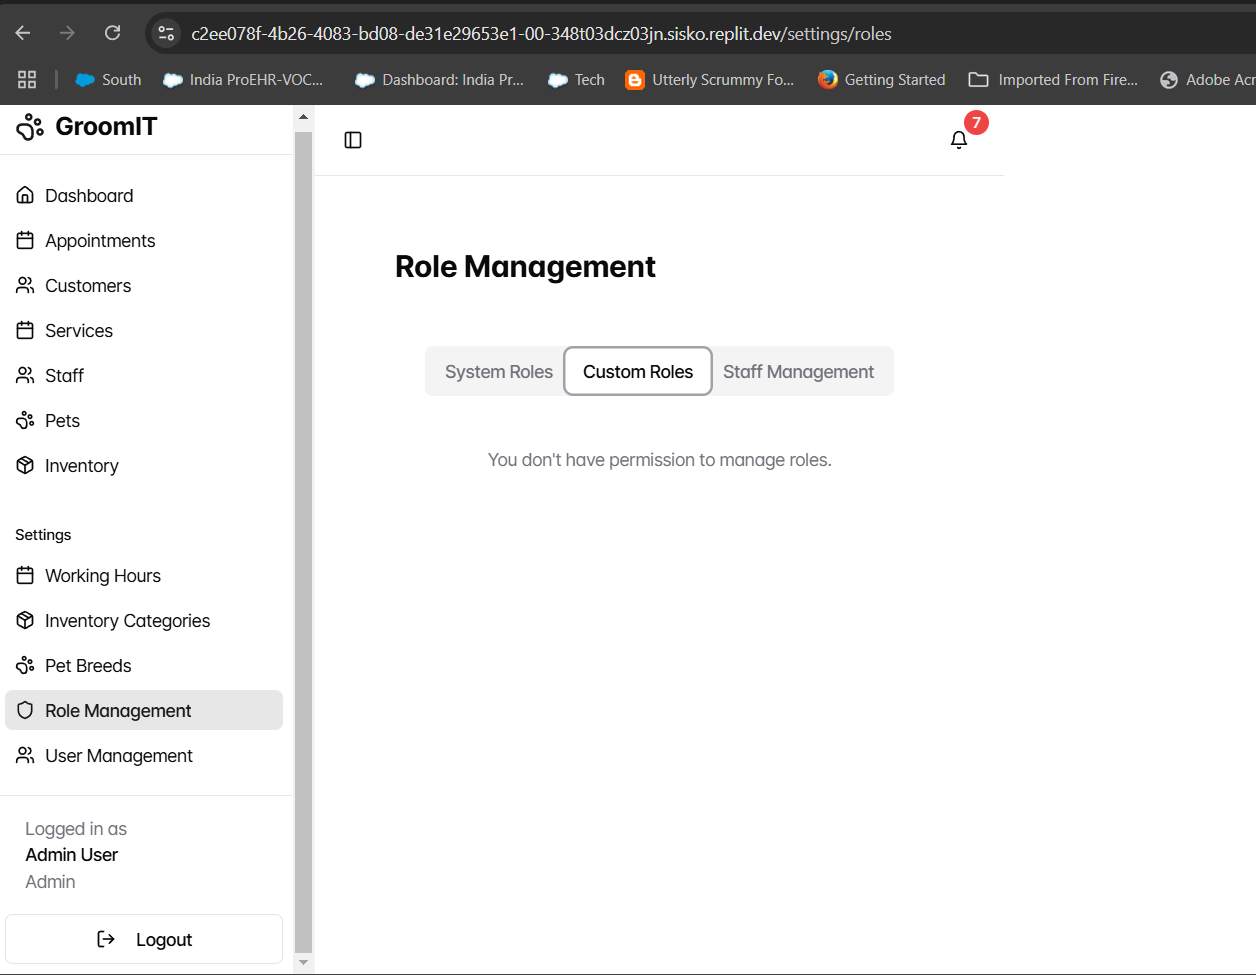 c2ee078f-4b26-4083-bd08-de31e29653e1-00-348t03dcz03jn.sisko.replit.dev/settings/roles
South
India ProEHR-VOC...
Dashboard: India Pr...
Tech
Utterly Scrummy Fo...
Getting Started
Imported From Fire...
Adobe Acr
GroomIT
7
Dashboard
Appointments
Customers
Services
Staff
Pets
Inventory
Settings
Working Hours
Inventory Categories
Pet Breeds
Role Management
User Management
Logged in as
Admin User
Admin
Logout
Role Management
System Roles
Custom Roles
Staff Management
You don't have permission to manage roles.